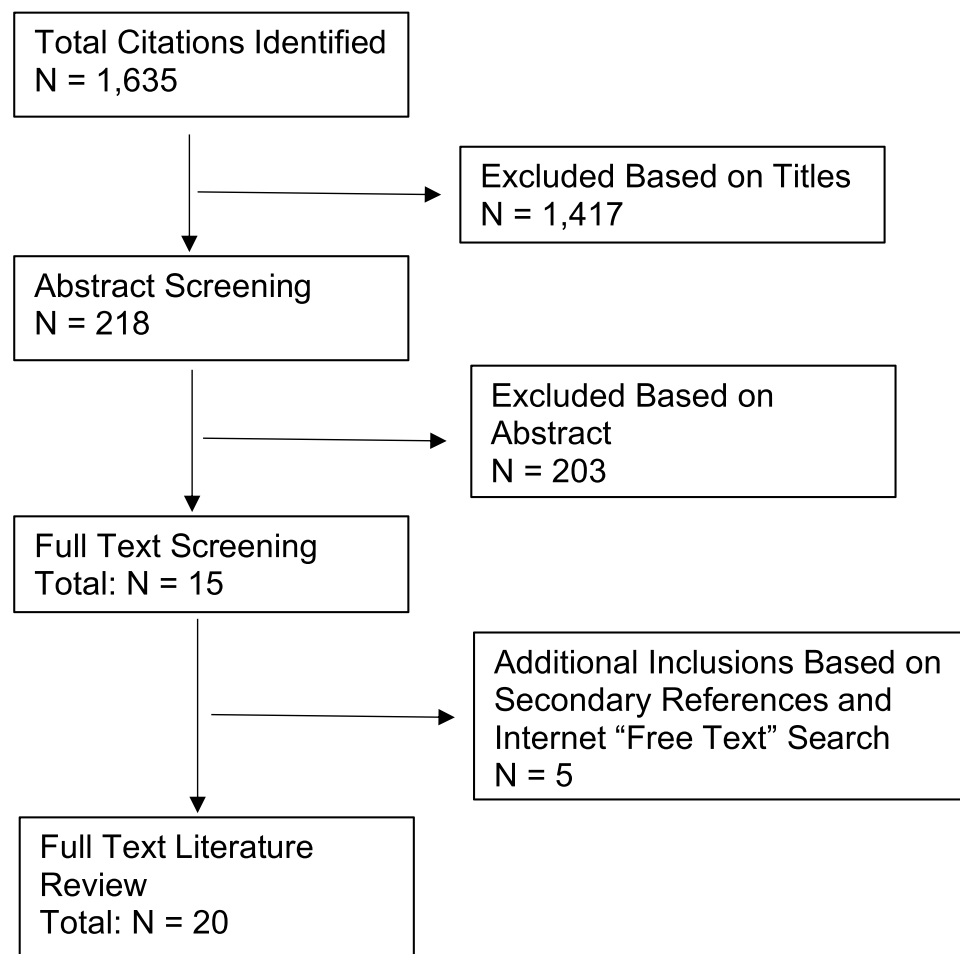 Total Citations Identified
N = 1,635
Excluded Based on Titles
N = 1,417
Abstract Screening
N = 218
Excluded Based on
Abstract
N = 203
Full Text Screening
Total: N = 15
Additional Inclusions Based on
Secondary References and
Internet “Free Text” Search
N = 5
Full Text Literature
Review
Total: N = 20